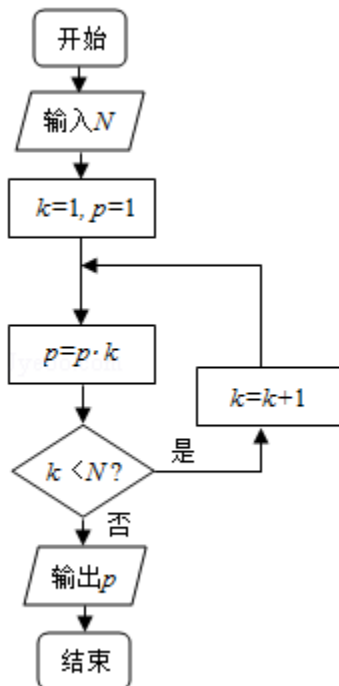 开始
输入N
k=1, p=1
p=p· k
k=k+1
k<N?
是
否
输出p
结束